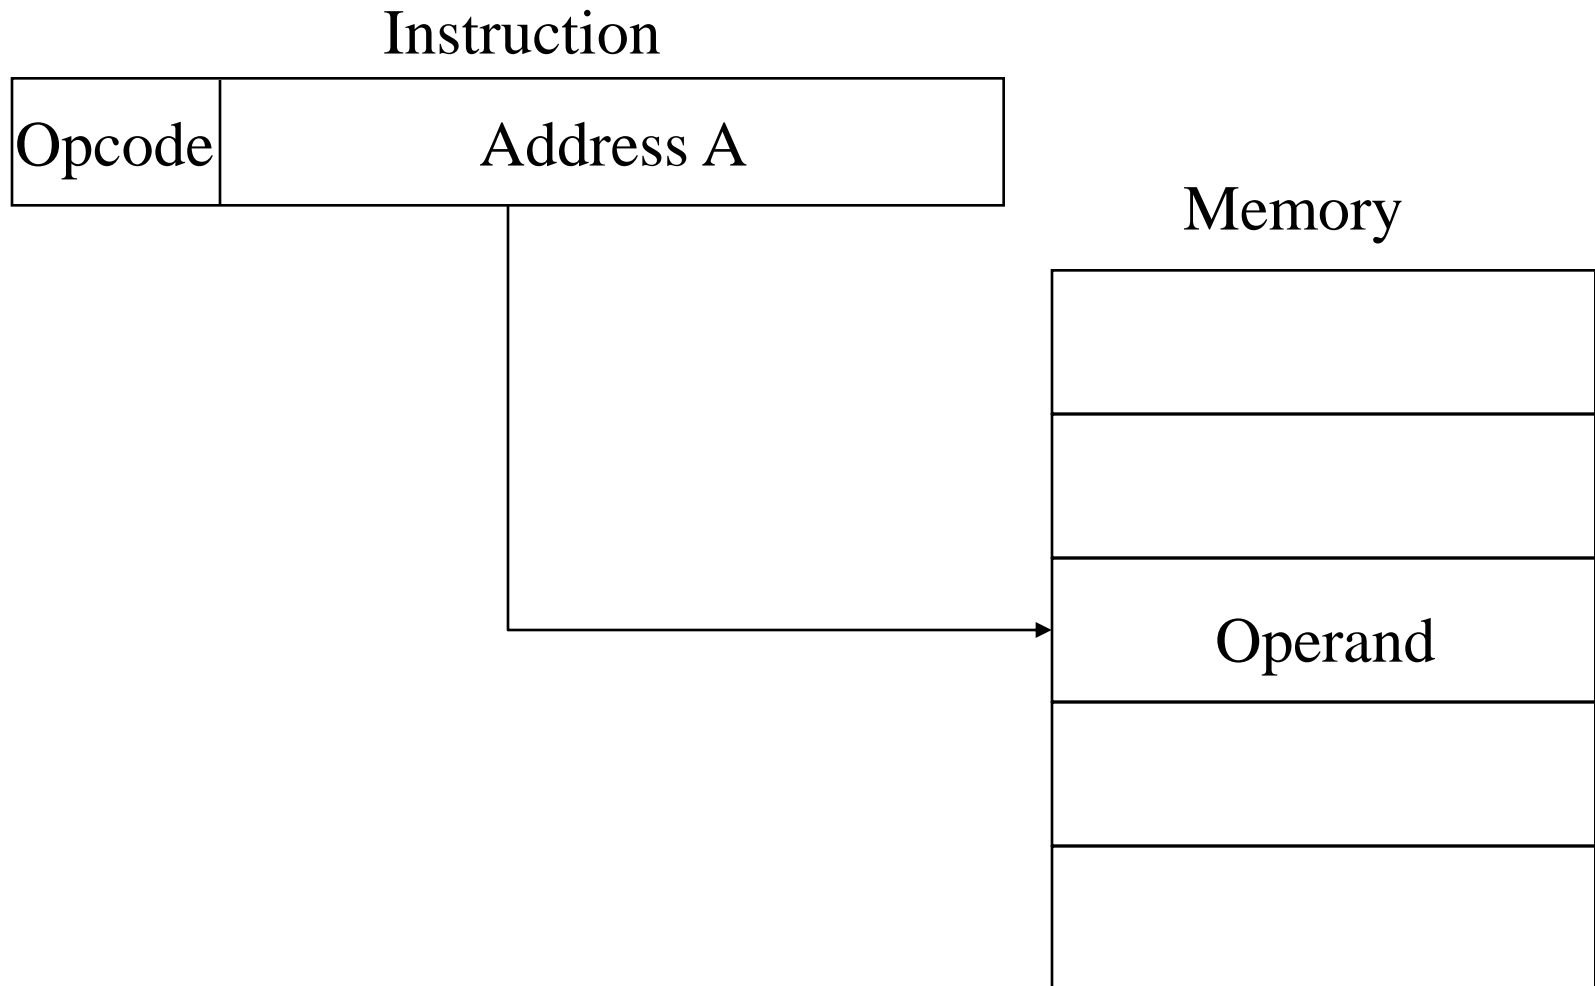 Instruction
Opcode
Address A
Memory
Operand